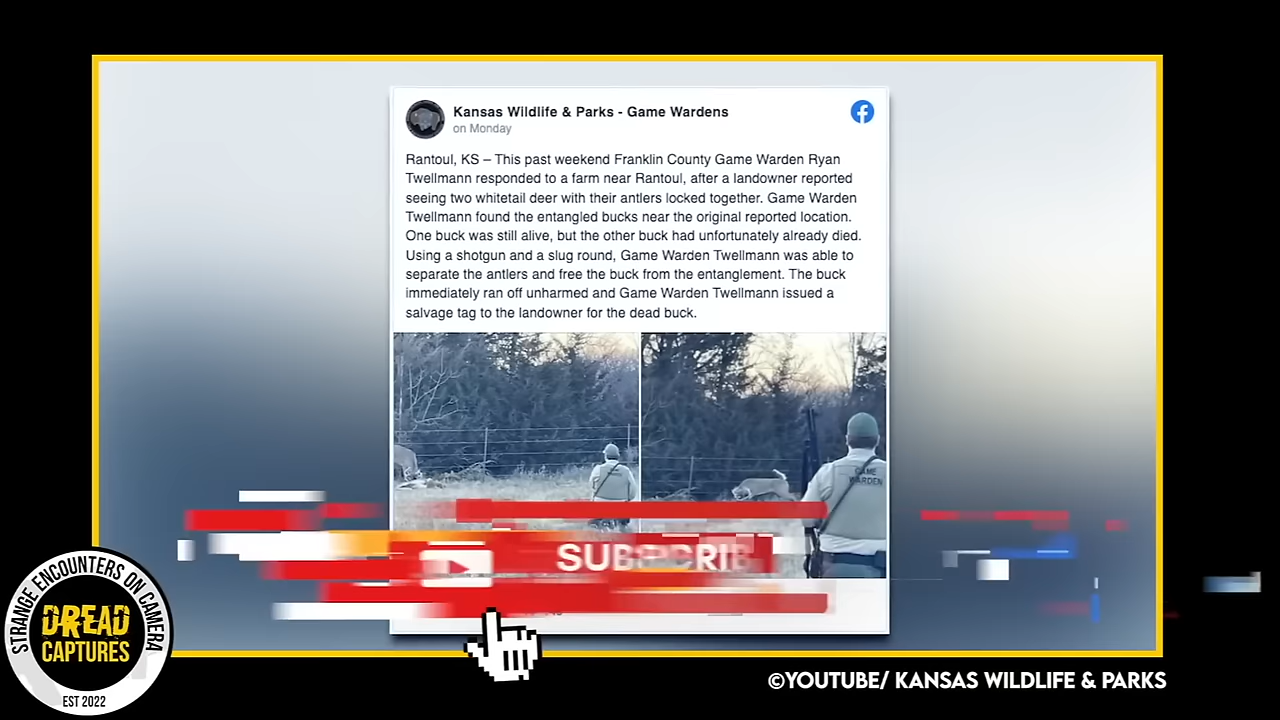 Kansas Wildlife & Parks - Game Wardens
on Monday
Rantoul, KS – This past weekend Franklin County Game Warden Ryan
Twellmann responded to a farm near Rantoul, after a landowner reported
seeing two whitetail deer with their antlers locked together. Game Warden
Twellmann found the entangled bucks near the original reported location.
One buck was still alive, but the other buck had unfortunately already died.
Using a shotgun and a slug round, Game Warden Twellmann was able to
separate the antlers and free the buck from the entanglement. The buck
immediately ran off unharmed and Game Warden Twellmann issued a
salvage tag to the landowner for the dead buck.
GAME
WARDEN
SUBSCRIB
STRANGE ENCOUNTERS ON CAMERA
DREAD
CAPTURES
EST 2022
©YOUTUBE/ KANSAS WILDLIFE & PARKS